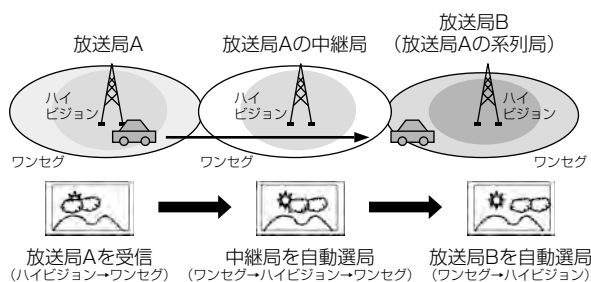 放送局A
放送局Aの中継局
放送局B
（放送局Aの系列局）
ハイ
ビジョン
ハイ
ビジョン
ハイ
ビジョン
ワンセグ
ワンセグ
ワンセグ
放送局Aを受信
（ハイビジョン→ワンセグ）
中継局を自動選局
（ワンセグ→ハイビジョン→ワンセグ）
放送局Bを自動選局
（ワンセグ→ハイビジョン）